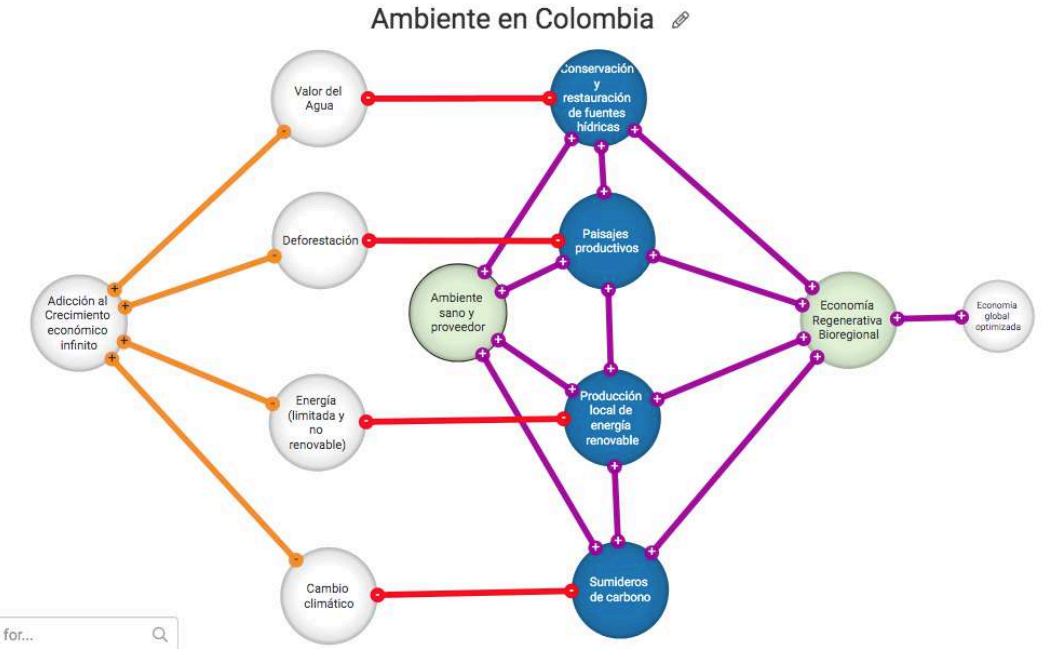 Ambiente en Colombia
Valor del
Agua
Conservación
y
restauración
de fuentes
hídricas
Deforestación
Paisajes
productivos
Adicción al
Crecimiento
económico
infinito
Ambiente
sano y
proveedor
Economía
Regenerativa
Bioregional
Economía
global
optimizada
Energía
(limitada y
no
renovable)
Producción
local de
energía
renovable
Cambio
climático
Sumideros
de carbono
for...